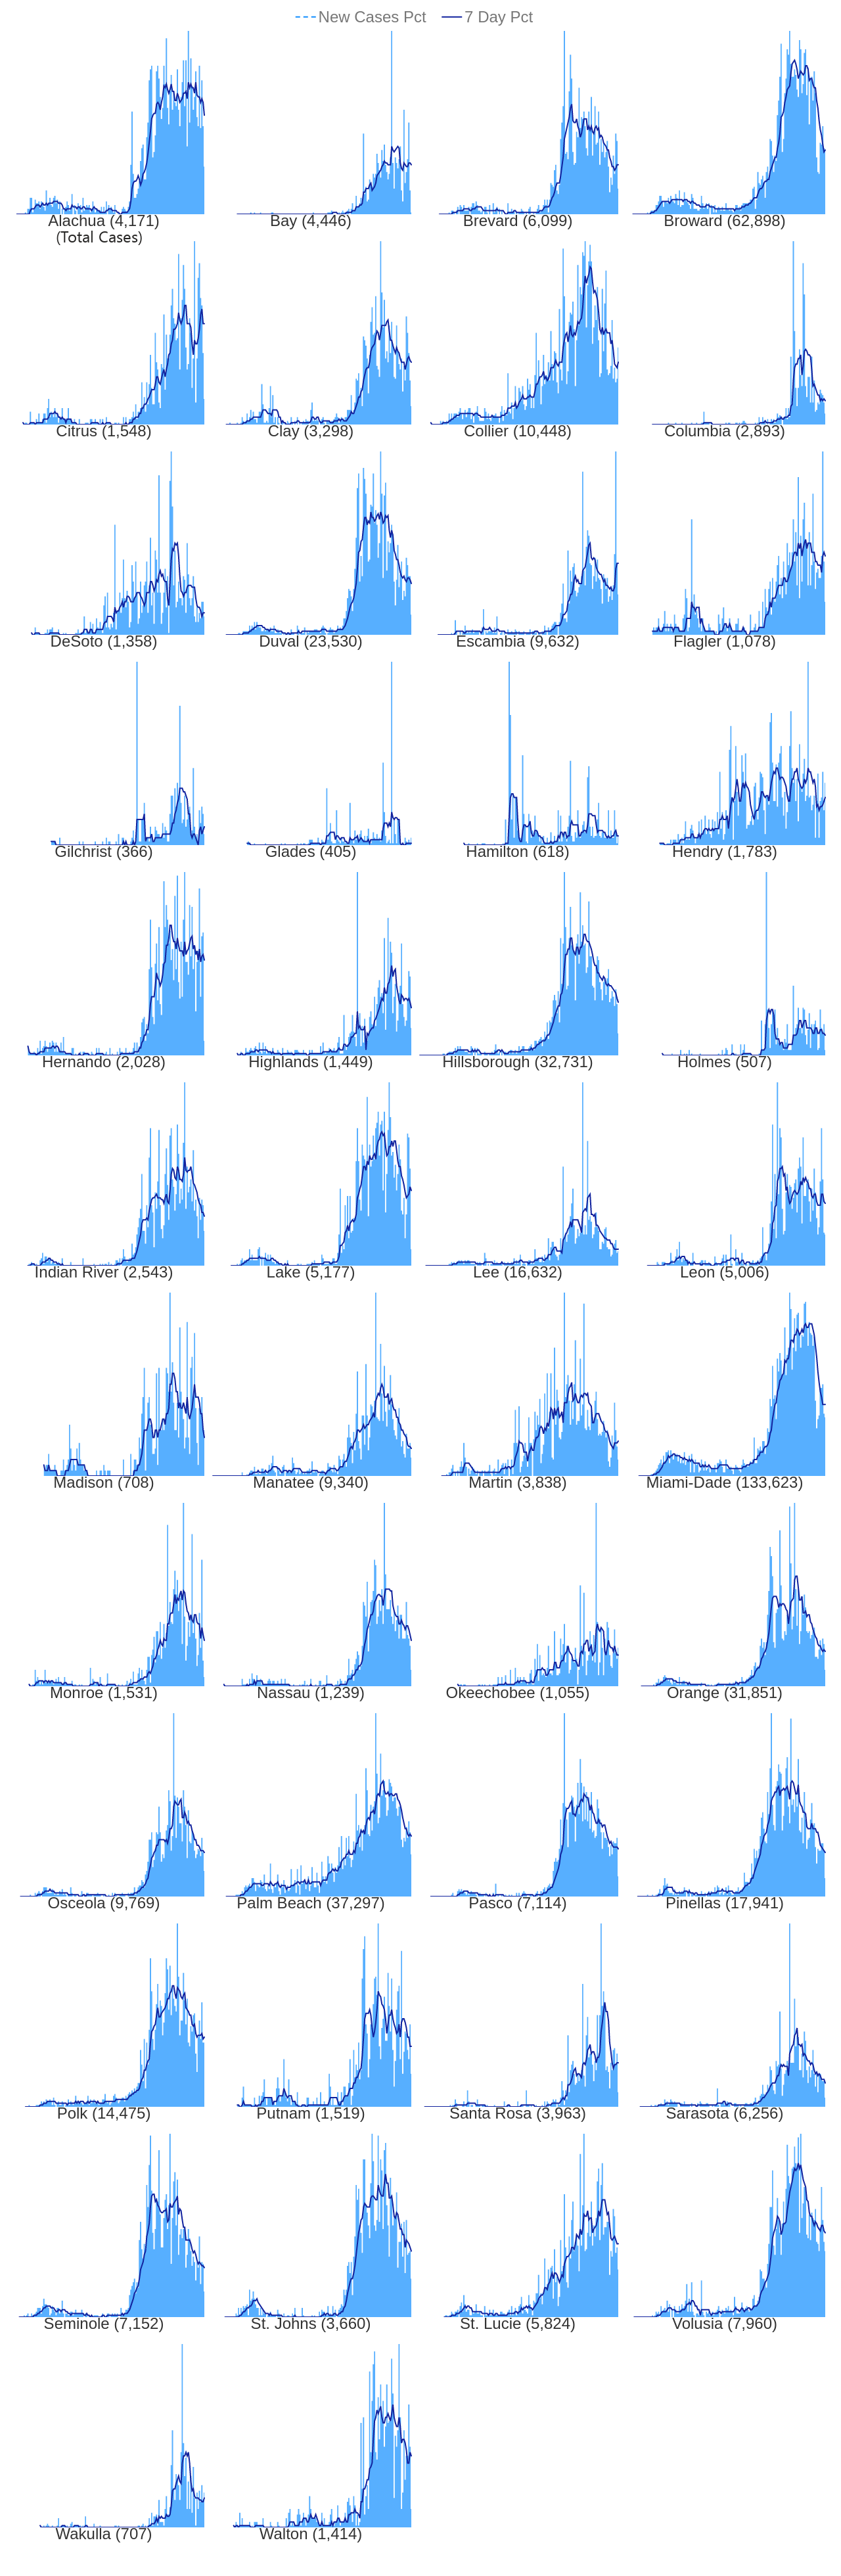 New Cases Pct 7 Day Pct
Alachua (4,171) Bay (4,446) Brevard (6,099) Broward (62,898)
(Total Cases)
Citrus (1,548) Clay (3,298) Collier (10,448) Columbia (2,893)
DeSoto (1,358) Duval (23,530) Escambia (9,632) Flagler (1,078)
Gilchrist (366) Glades (405) Hamilton (618) Hendry (1,783)
Hernando (2,028) Highlands (1,449) Hillsborough (32,731) Holmes (507)
Indian River (2,543) Lake (5,177) Lee (16,632) Leon (5,006)
Madison (708) Manatee (9,340) Martin (3,838) Miami-Dade (133,623)
Monroe (1,531) Nassau (1,239) Okeechobee (1,055) Orange (31,851)
Osceola (9,769) Palm Beach (37,297) Pasco (7,114) Pinellas (17,941)
Polk (14,475) Putnam (1,519) Santa Rosa (3,963) Sarasota (6,256)
Seminole (7,152) St. Johns (3,660) St. Lucie (5,824) Volusia (7,960)
Wakulla (707) Walton (1,414)